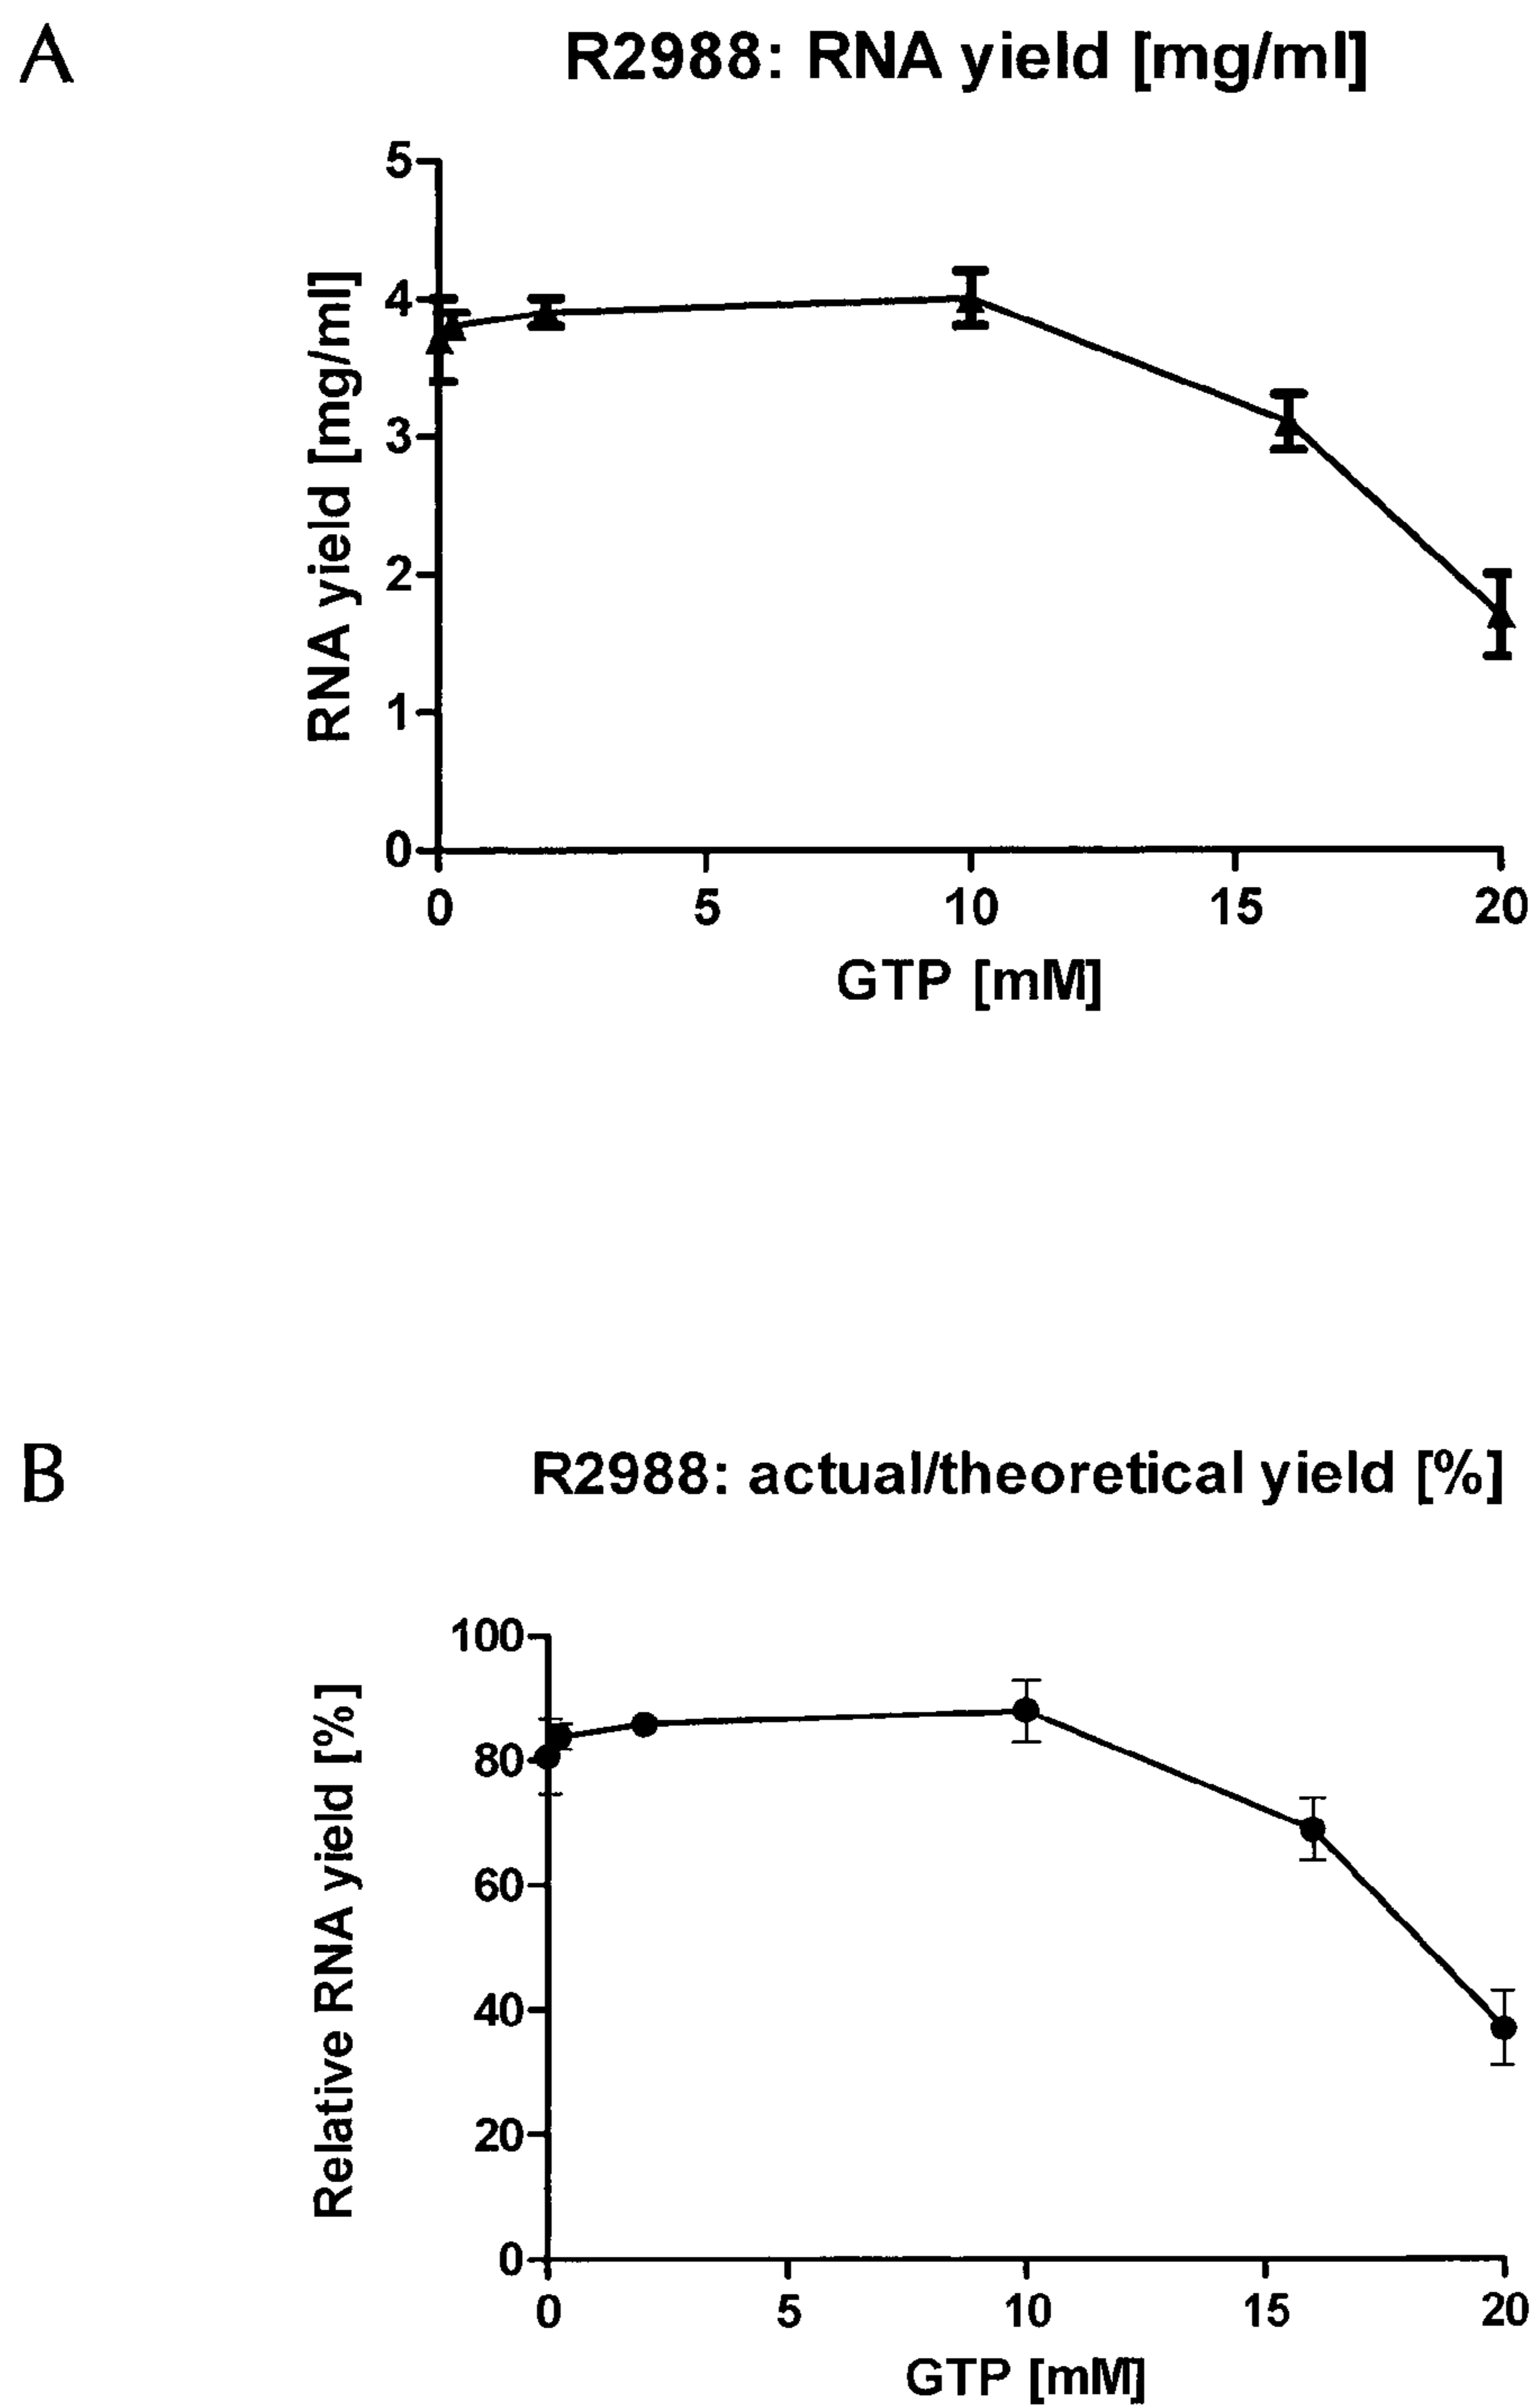 A
R2988: RNA yield [mg/ml]
RNA yield [mg/ml]
5
4
3
2
1
0
0 5 10 15 20
GTP [mM]
B
R2988: actual/theoretical yield [%]
Relative RNA yield [%]
100
80
60
40
20
0
0 5 10 15 20
GTP [mM]